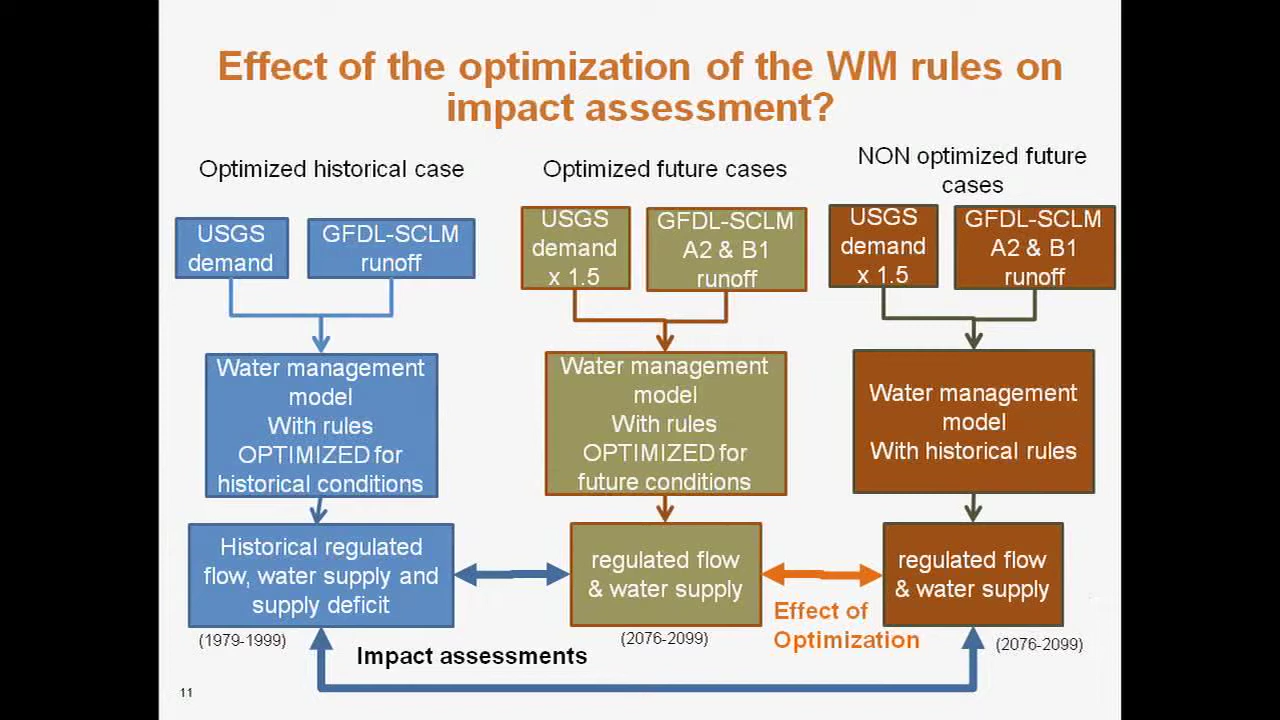 Effect of the optimization of the WM rules on
impact assessment?
Optimized historical case
USGS
demand
GFDL-SCLM
runoff
Water management
model
With rules
OPTIMIZED for
historical conditions
Historical regulated
flow, water supply and
supply deficit
(1979-1999)
Optimized future cases
USGS
demand
x 1.5
GFDL-SCLM
A2 & B1
runoff
Water management
model
With rules
OPTIMIZED for
future conditions
regulated flow
& water supply
(2076-2099)
NON optimized future
cases
USGS
demand
x 1.5
GFDL-SCLM
A2 & B1
runoff
Water management
model
With historical rules
regulated flow
& water supply
(2076-2099)
Effect of
Optimization
Impact assessments
11